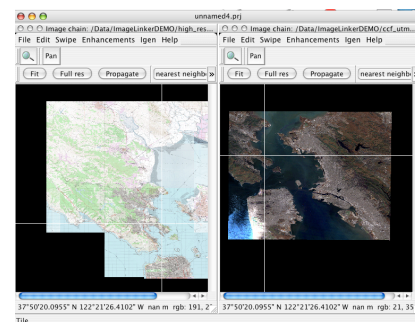 unnamed4.prj
Image chain: /Data/ImageLinkerDEMO/high_res...
Image chain: /Data/ImageLinkerDEMO/ccf_utm...
File Edit Swipe Enhancements Igen Help
File Edit Swipe Enhancements Igen Help
Pan
Pan
Fit Full res Propagate nearest neighbo »
Fit Full res Propagate nearest neighb »
37°50'20.0955" N 122°21'26.4102" W nan m rgb: 191, 2"
37°50'20.0955" N 122°21'26.4102" W nan m rgb: 21, 35
Tile